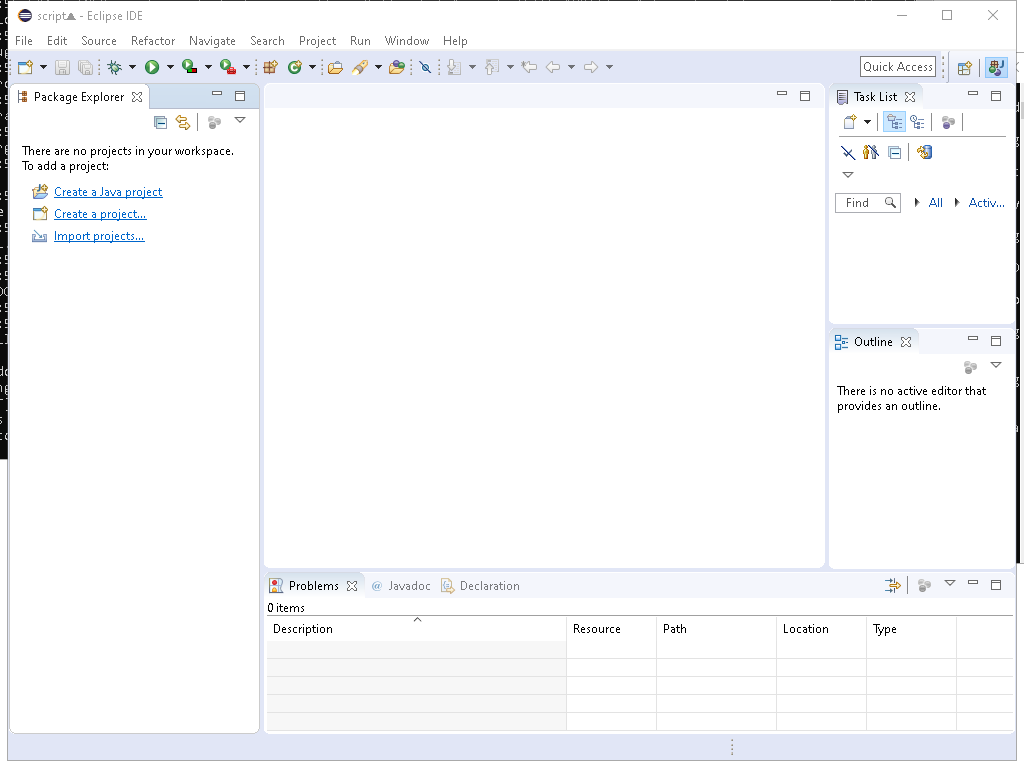 script▲ - Eclipse IDE
File Edit Source Refactor Navigate Search Project Run Window Help
Quick Access
Package Explorer
There are no projects in your workspace.
To add a project:
Create a Java project
Create a project...
Import projects...
Task List
Find
All
Activ...
Outline
There is no active editor that
provides an outline.
Problems
@ Javadoc
Declaration
0 items
Description Resource Path Location Type